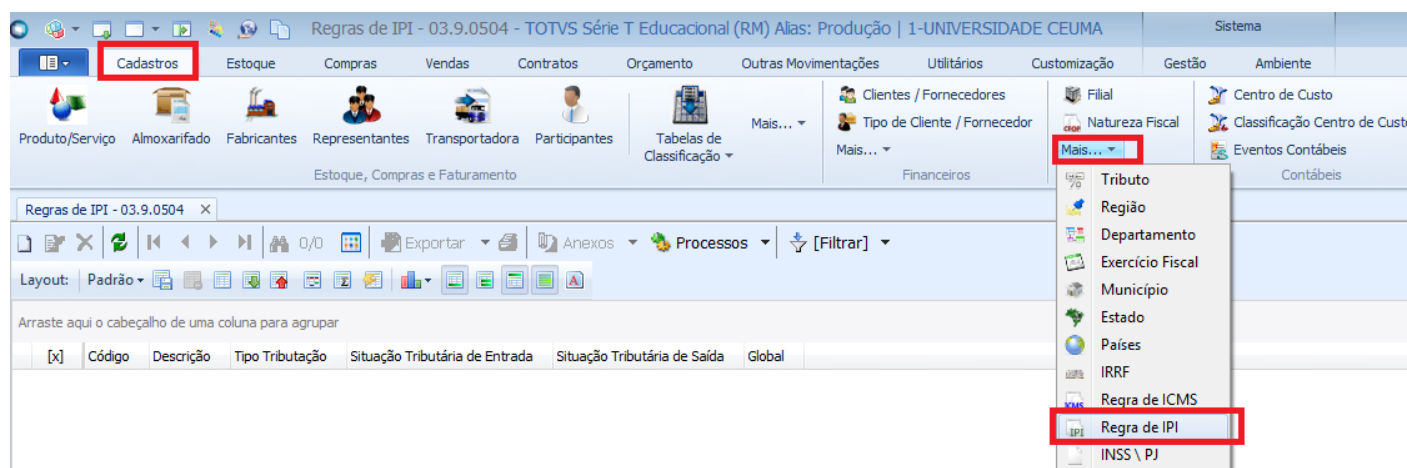 Regras de IPI - 03.9.0504 - TOTVS Série T Educacional (RM) Alias: Produção | 1-UNIVERSIDADE CEUMA Sistema
Cadastros Estoque Compras Vendas Contratos Orçamento Outras Movimentações Utilitários Customização Gestão Ambiente
Clientes / Fornecedores Filial Centro de Custo
Produto/Serviço Almoxarifado Fabricantes Representantes Transportadora Participantes Tabelas de Classificação Mais... Tipo de Cliente / Fornecedor Natureza Fiscal Classificação Centro de Custo
Mais... Mais... Eventos Contábeis
Estoque, Compras e Faturamento Financeiros Contábeis
Regras de IPI - 03.9.0504
0/0 Exportar Anexos Processos [Filtrar]
Layout: Padrão
Arraste aqui o cabeçalho de uma coluna para agrupar
[x] Código Descrição Tipo Tributação Situação Tributária de Entrada Situação Tributária de Saída Global
Tributo
Região
Departamento
Exercício Fiscal
Município
Estado
Países
IRRF
Regra de ICMS
Regra de IPI
INSS \ PJ